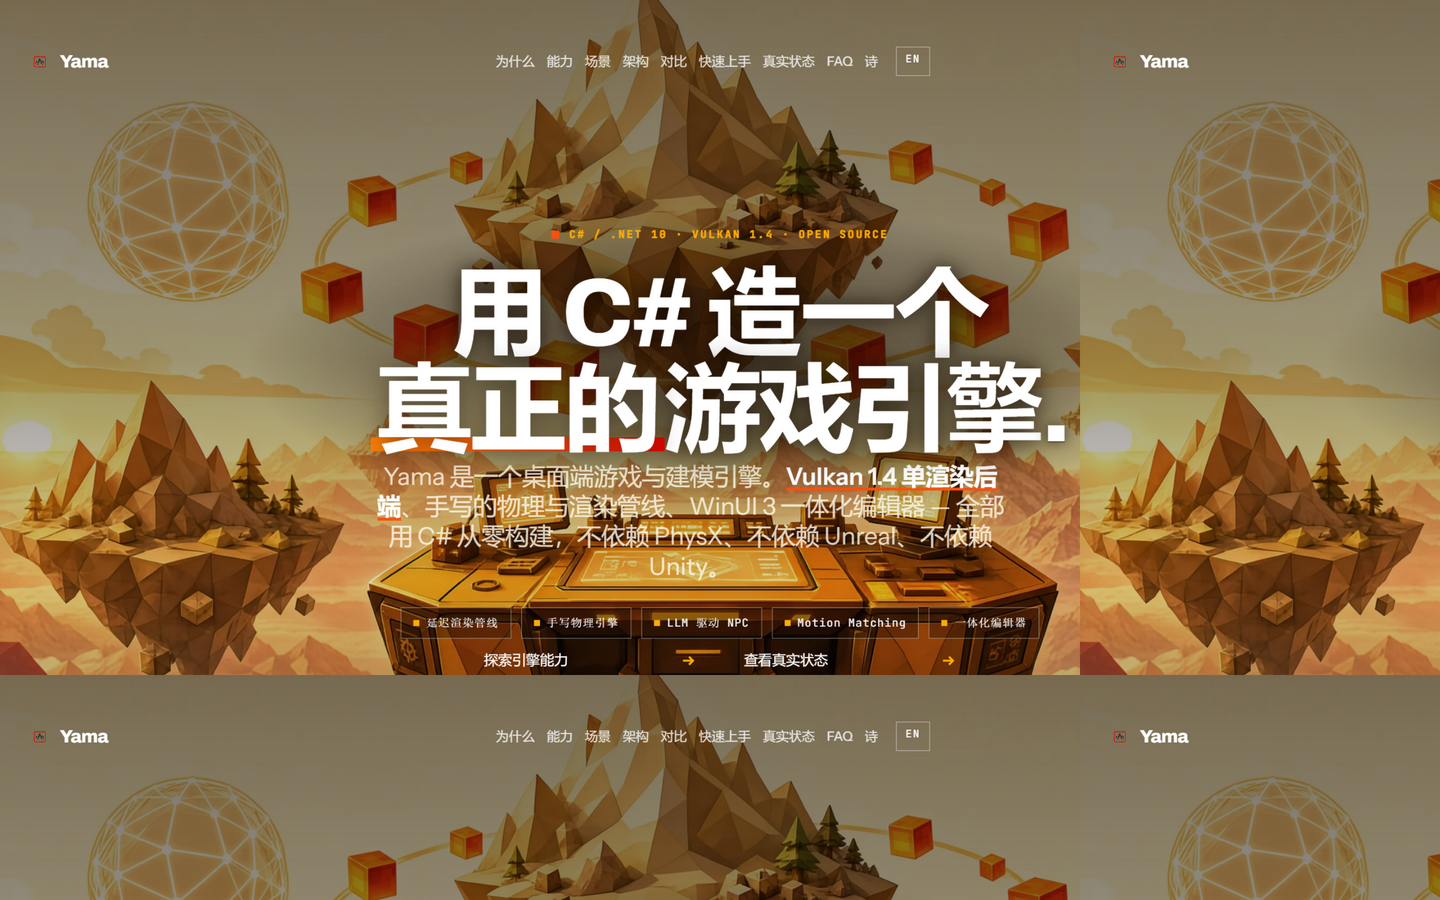 Yama
为什么 能力 场景 架构 对比 快速上手 真实状态 FAQ 诗 EN
Yama
C# / .NET 10 · VULKAN 1.4 · OPEN SOURCE
用 C# 造一个
真正的游戏引擎.
Yama 是一个桌面端游戏与建模引擎。Vulkan 1.4 单渲染后
端、手写的物理与渲染管线、WinUI 3 一体化编辑器 — 全部
用 C# 从零构建，不依赖 PhysX、不依赖 Unreal、不依赖
Unity。
延迟渲染管线 手写物理引擎 LLM 驱动 NPC Motion Matching 一体化编辑器
探索引擎能力 → 查看真实状态 →
Yama
为什么 能力 场景 架构 对比 快速上手 真实状态 FAQ 诗 EN
Yama